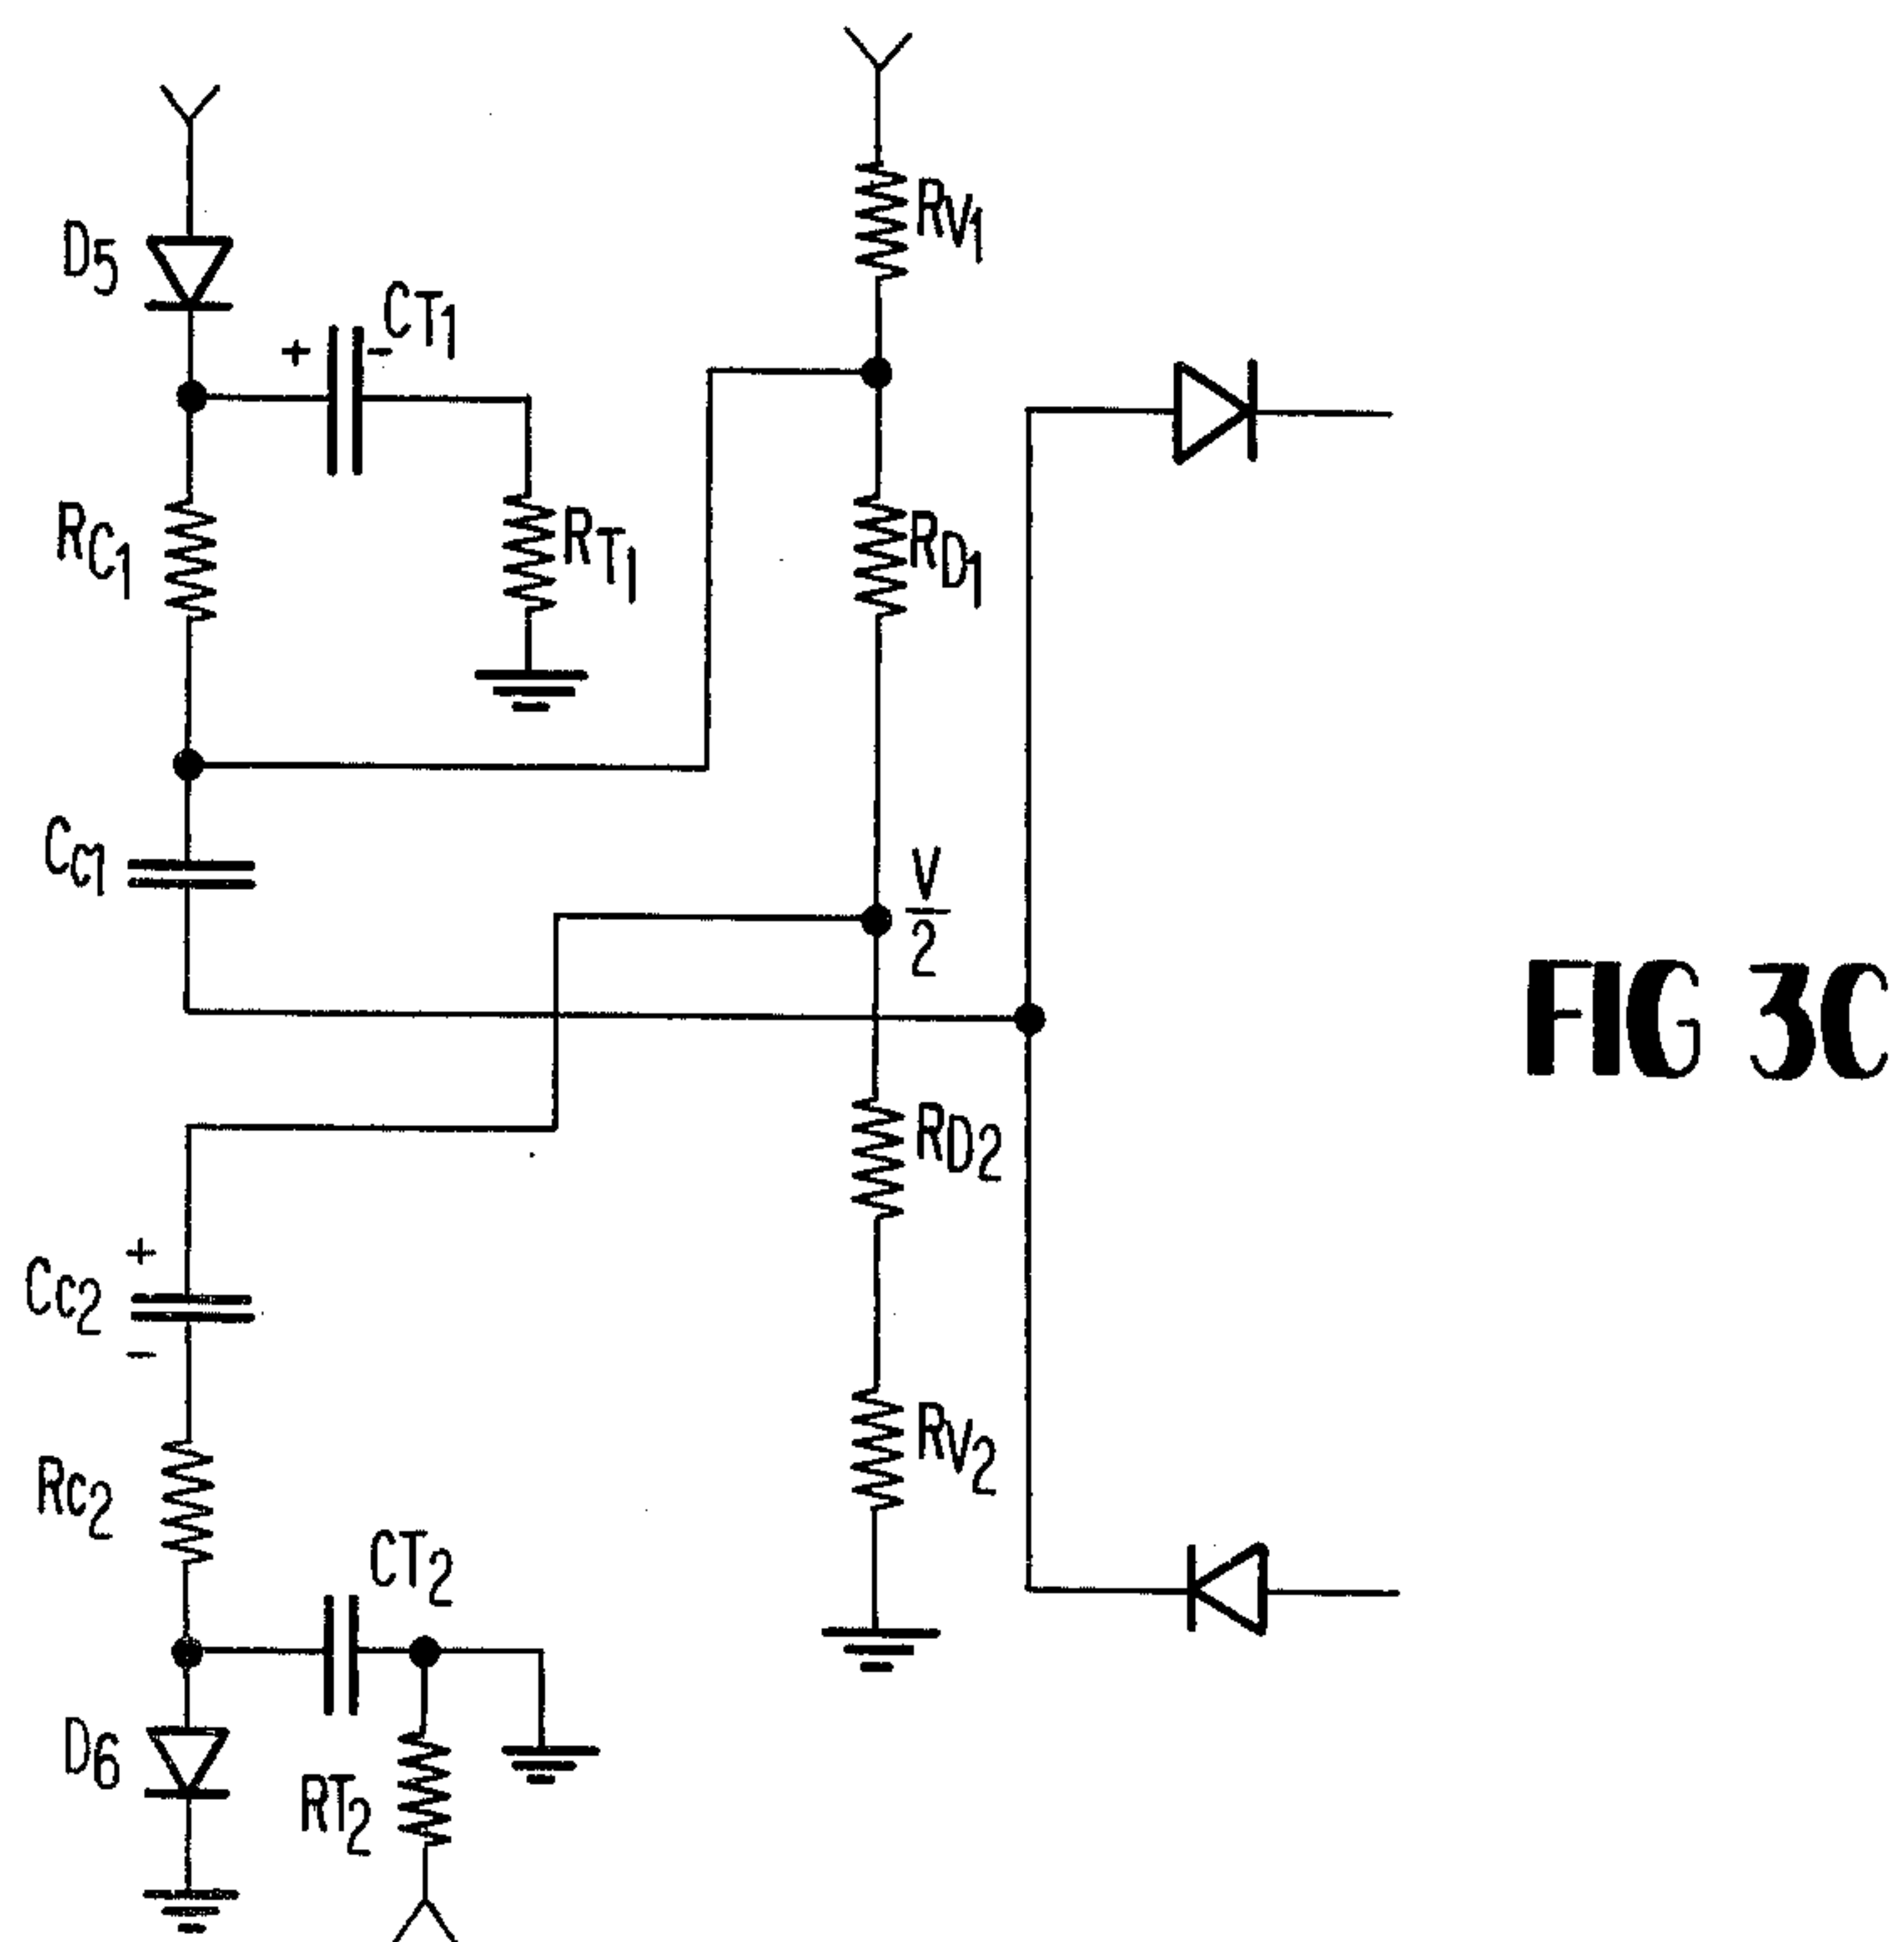 RV1
D5
+ CT1 -
RC1
RT1
RD1
CC1
V
2
FIG 3C
RD2
+
CC2
-
RV2
RC2
CT2
D6
RT2